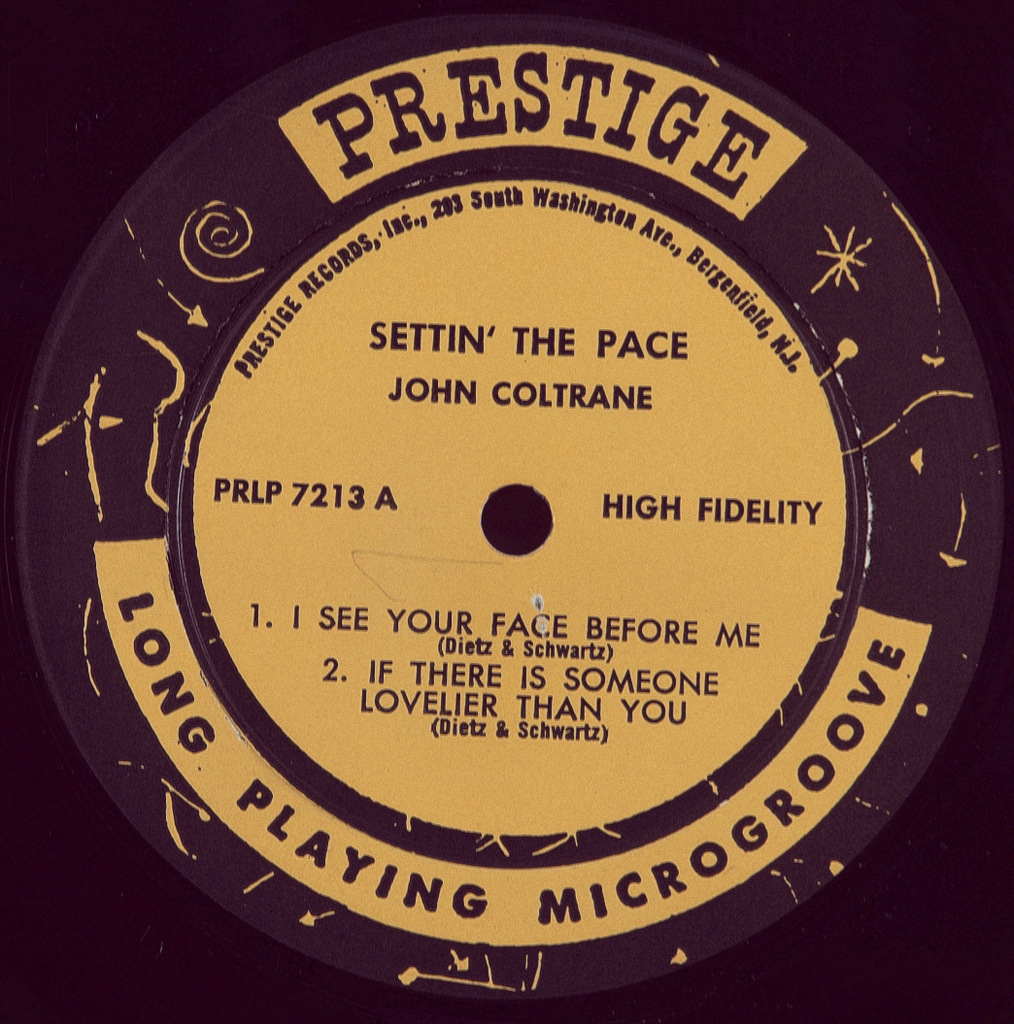 PRESTIGE
PRESTIGE RECORDS, Inc., 203 South Washington Ave., Bergenfield, N.J.
SETTIN' THE PACE
JOHN COLTRANE
PRLP 7213 A
HIGH FIDELITY
1. I SEE YOUR FACE BEFORE ME
(Dietz & Schwartz)
2. IF THERE IS SOMEONE
LOVELIER THAN YOU
(Dietz & Schwartz)
LONG PLAYING MICROGROOVE